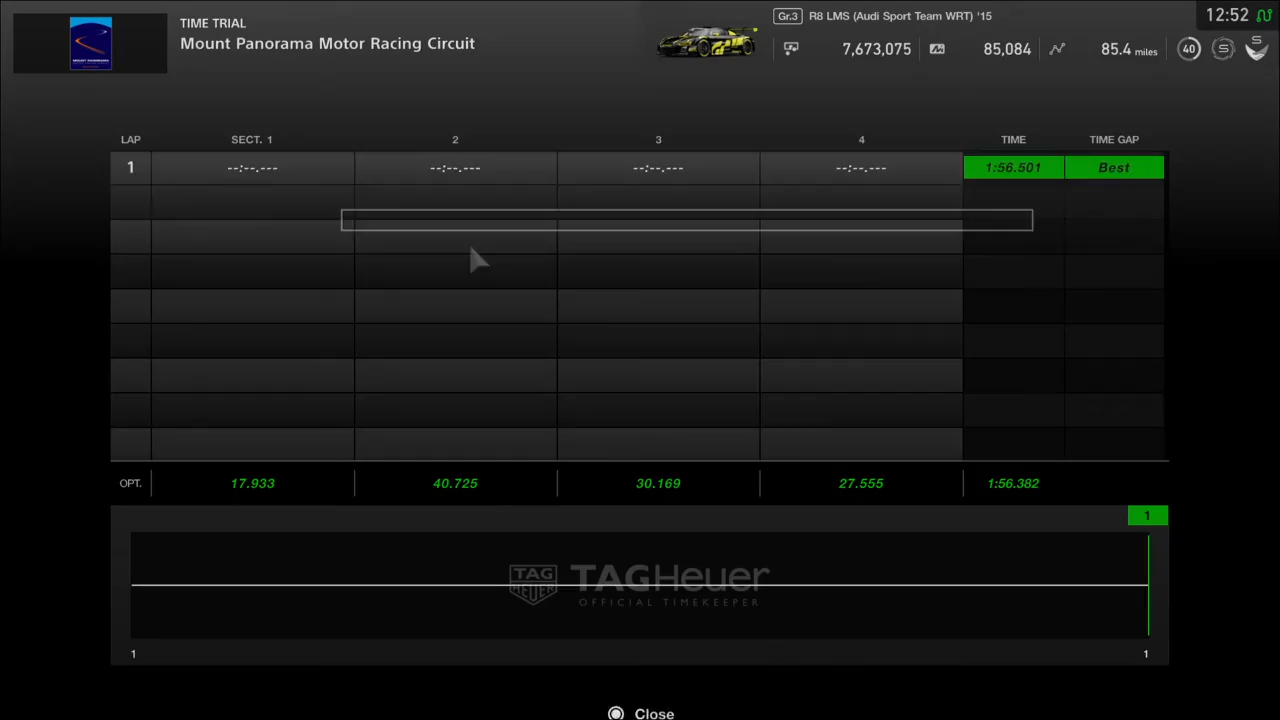 TIME TRIAL
Mount Panorama Motor Racing Circuit
MOUNT PANORAMA
Gr.3 R8 LMS (Audi Sport Team WRT) '15
12:52
7,673,075 85,084 85.4 miles 40 S S
LAP SECT. 1 2 3 4 TIME TIME GAP
1 --:--.--- --:--.--- --:--.--- --:--.--- 1:56.501 Best
OPT. 17.933 40.725 30.169 27.555 1:56.382
1
TAG HEUER TAGHeuer
OFFICIAL TIMEKEEPER
1 1
Close